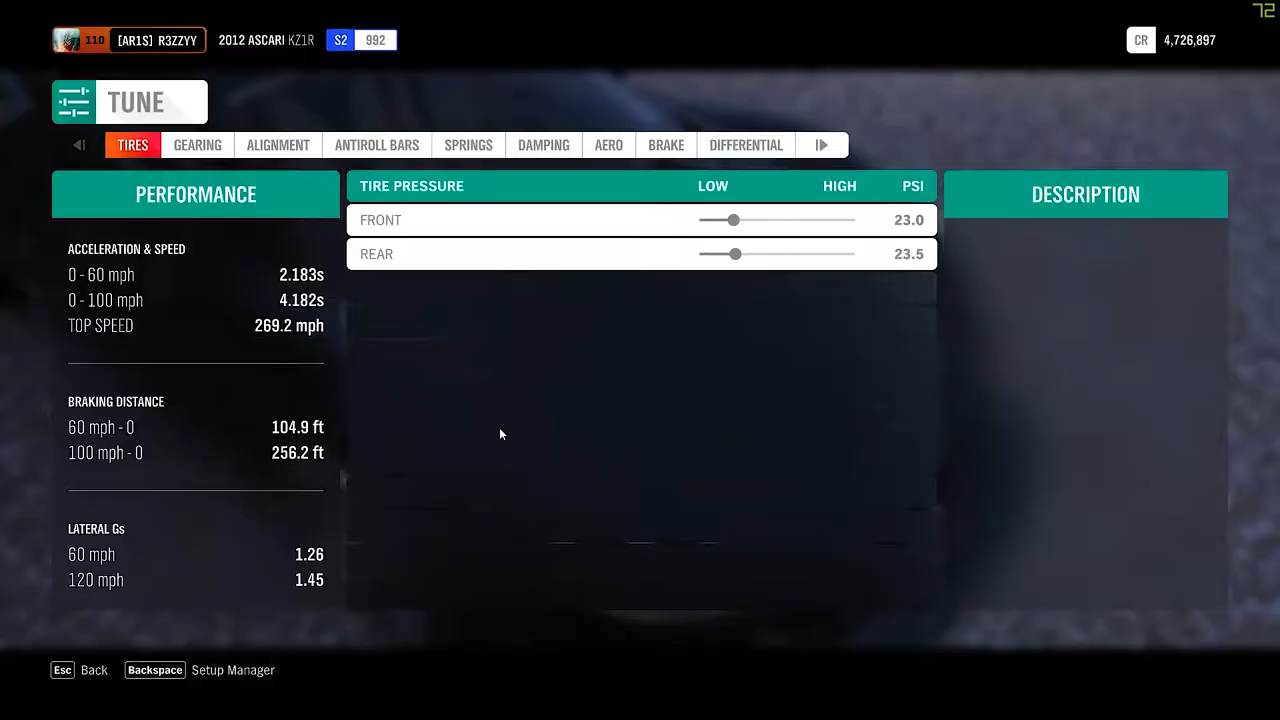 72
110 [AR1S] R3ZZYY 2012 ASCARI KZ1R S2 992 CR 4,726,897
TUNE
TIRES GEARING ALIGNMENT ANTIROLL BARS SPRINGS DAMPING AERO BRAKE DIFFERENTIAL
PERFORMANCE
ACCELERATION & SPEED
0 - 60 mph 2.183s
0 - 100 mph 4.182s
TOP SPEED 269.2 mph
BRAKING DISTANCE
60 mph - 0 104.9 ft
100 mph - 0 256.2 ft
LATERAL Gs
60 mph 1.26
120 mph 1.45
TIRE PRESSURE LOW HIGH PSI
FRONT 23.0
REAR 23.5
DESCRIPTION
Esc Back Backspace Setup Manager